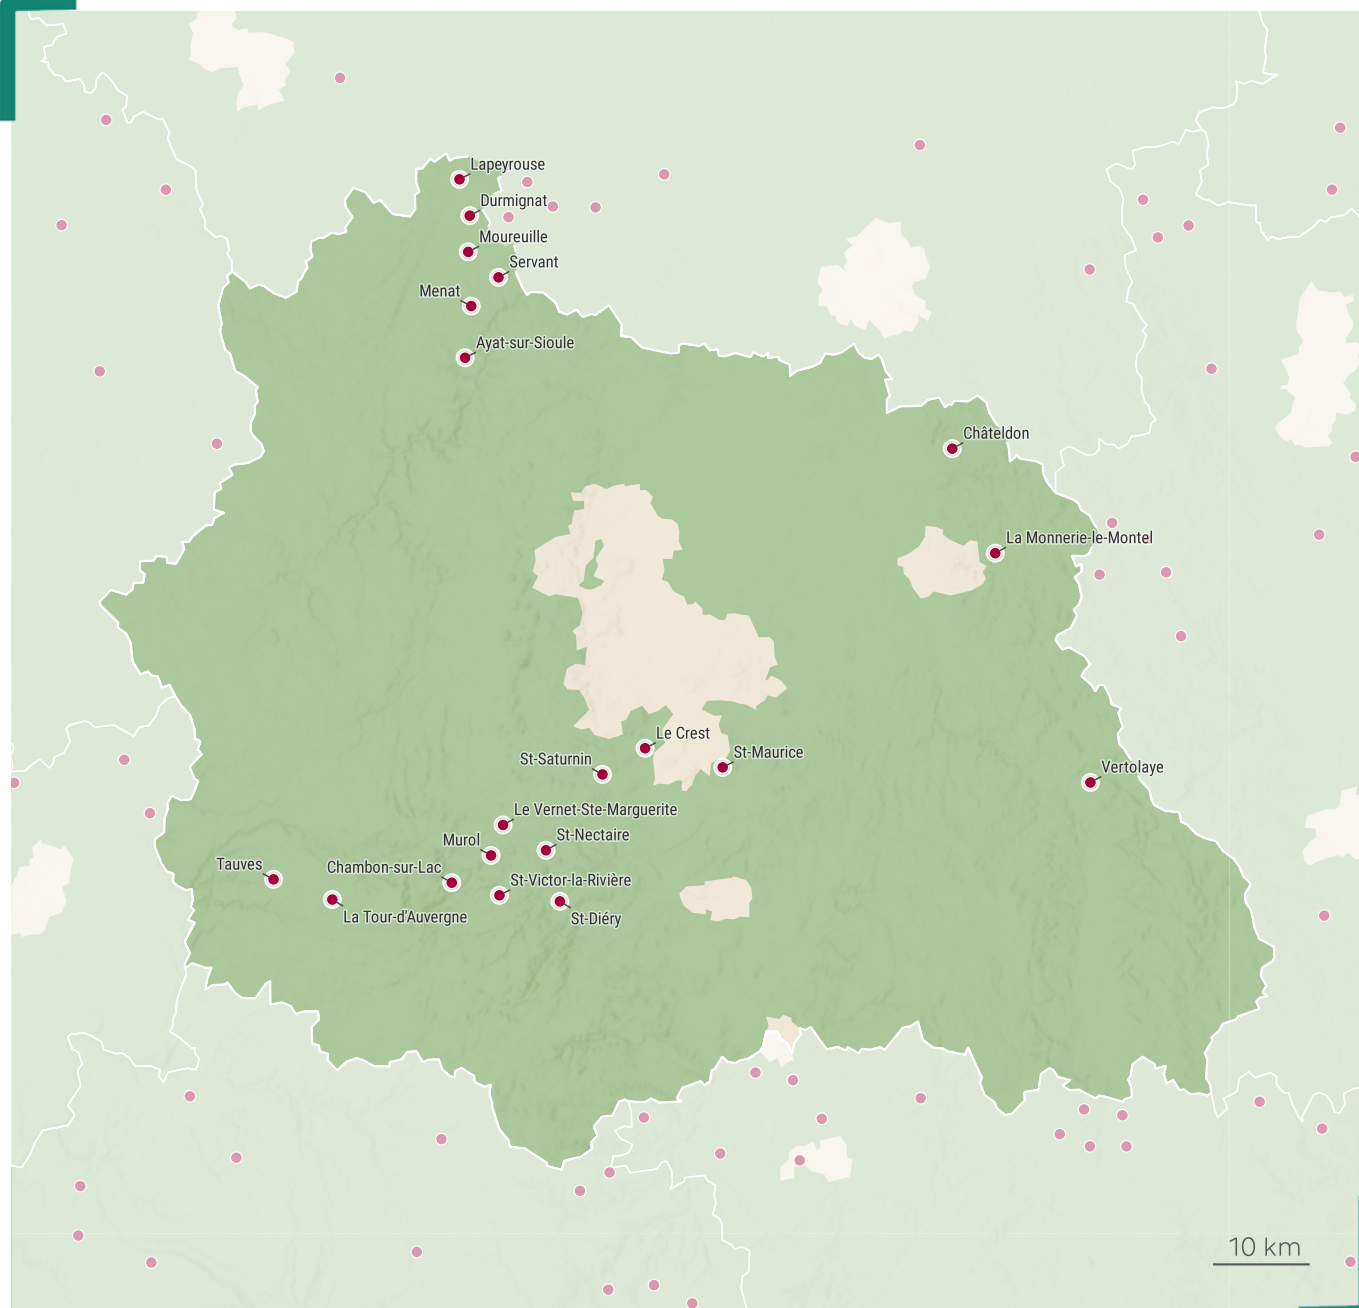 Lapeyrouse
Durmignat
Moureuille
Servant
Menat
Ayat-sur-Sioule
Châteldon
La Monnerie-le-Montel
Le Crest
St-Maurice
St-Saturnin
Vertolaye
Le Vernet-Ste-Marguerite
St-Nectaire
Murol
Tauves
Chambon-sur-Lac
St-Victor-la-Rivière
La Tour-d'Auvergne
St-Diéry
10 km